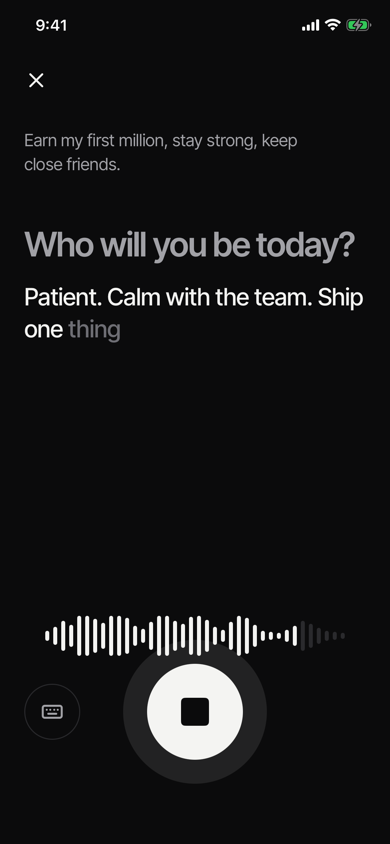 9:41
Earn my first million, stay strong, keep
close friends.
Who will you be today?
Patient. Calm with the team. Ship
one thing